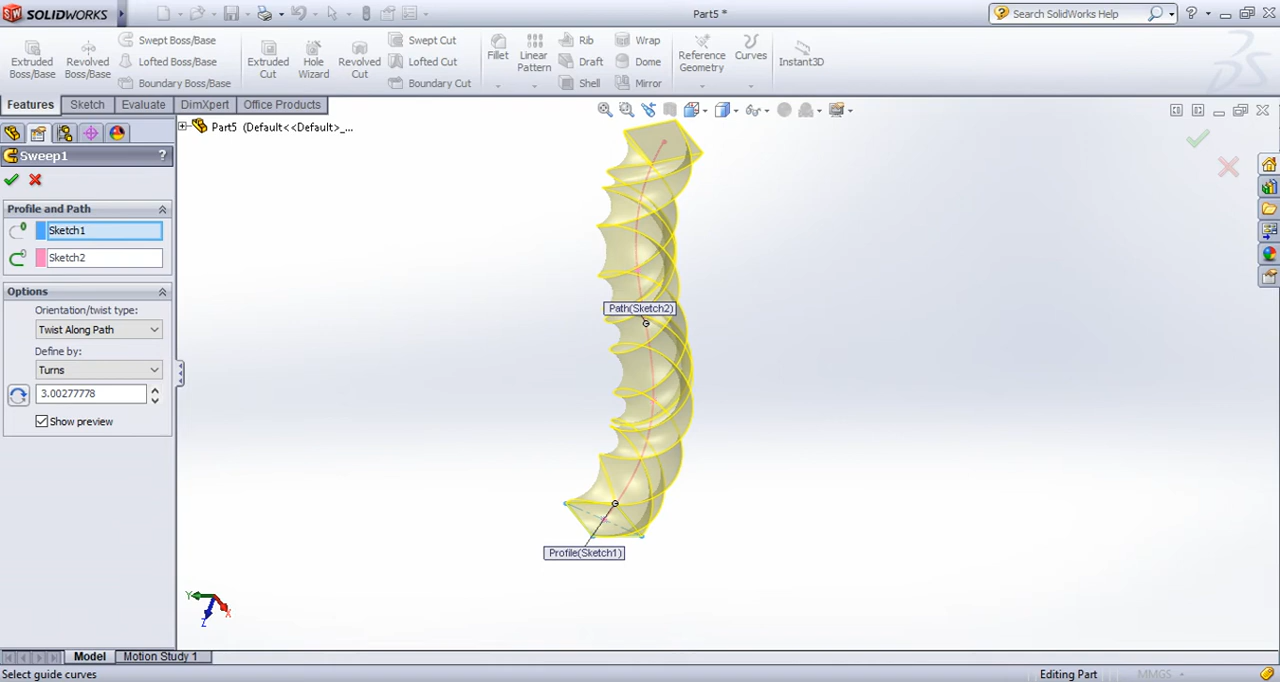 SOLIDWORKS
Part5 *
Search SolidWorks Help
?
Extruded Boss/Base
Revolved Boss/Base
Swept Boss/Base
Lofted Boss/Base
Boundary Boss/Base
Extruded Cut
Hole Wizard
Revolved Cut
Swept Cut
Lofted Cut
Boundary Cut
Fillet
Linear Pattern
Rib
Draft
Shell
Wrap
Dome
Mirror
Reference Geometry
Curves
Instant3D
Features
Sketch
Evaluate
DimXpert
Office Products
Part5 (Default<<Default>_...
Sweep1
?
Profile and Path
Sketch1
Sketch2
Options
Orientation/twist type:
Twist Along Path
Define by:
Turns
3.00277778
Show preview
Path(Sketch2)
Profile(Sketch1)
Y
X
Z
Model
Motion Study 1
Select guide curves
Editing Part
MMGS